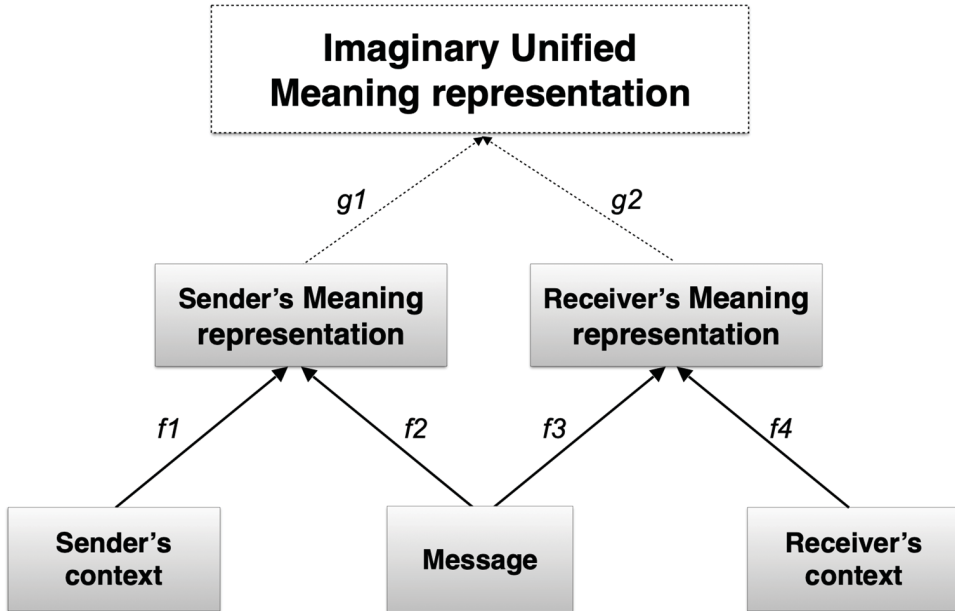 Imaginary Unified
Meaning representation
g1
g2
Sender's Meaning
representation
Receiver's Meaning
representation
f1
f2
f3
f4
Sender's
context
Message
Receiver's
context